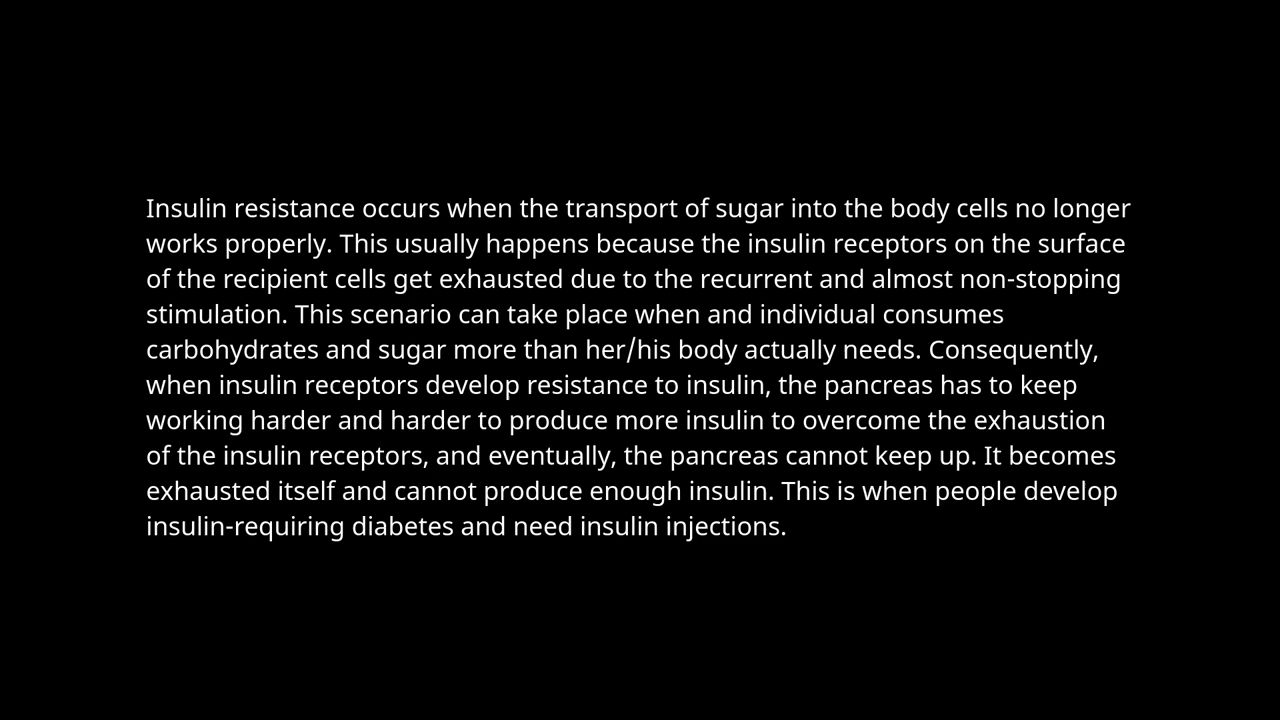 Insulin resistance occurs when the transport of sugar into the body cells no longer
works properly. This usually happens because the insulin receptors on the surface
of the recipient cells get exhausted due to the recurrent and almost non-stopping
stimulation. This scenario can take place when and individual consumes
carbohydrates and sugar more than her/his body actually needs. Consequently,
when insulin receptors develop resistance to insulin, the pancreas has to keep
working harder and harder to produce more insulin to overcome the exhaustion
of the insulin receptors, and eventually, the pancreas cannot keep up. It becomes
exhausted itself and cannot produce enough insulin. This is when people develop
insulin-requiring diabetes and need insulin injections.